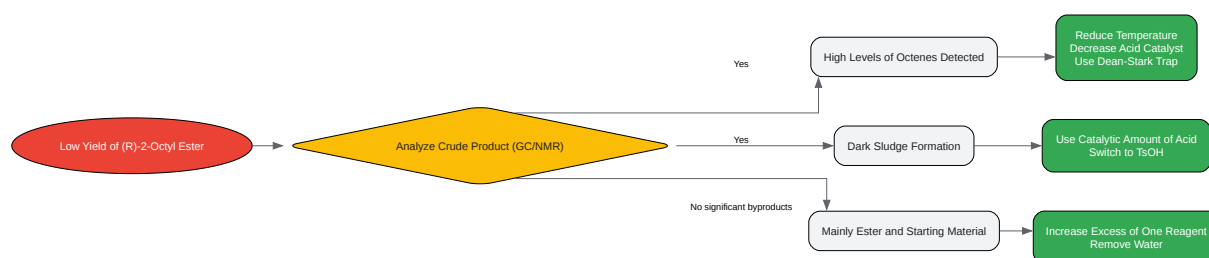 Reduce Temperature
Decrease Acid Catalyst
Use Dean-Stark Trap
High Levels of Octenes Detected
Yes
Low Yield of (R)-2-Octyl Ester
Analyze Crude Product (GC/NMR)
Yes
Dark Sludge Formation
Use Catalytic Amount of Acid
Switch to TsOH
No significant byproducts
Mainly Ester and Starting Material
Increase Excess of One Reagent
Remove Water